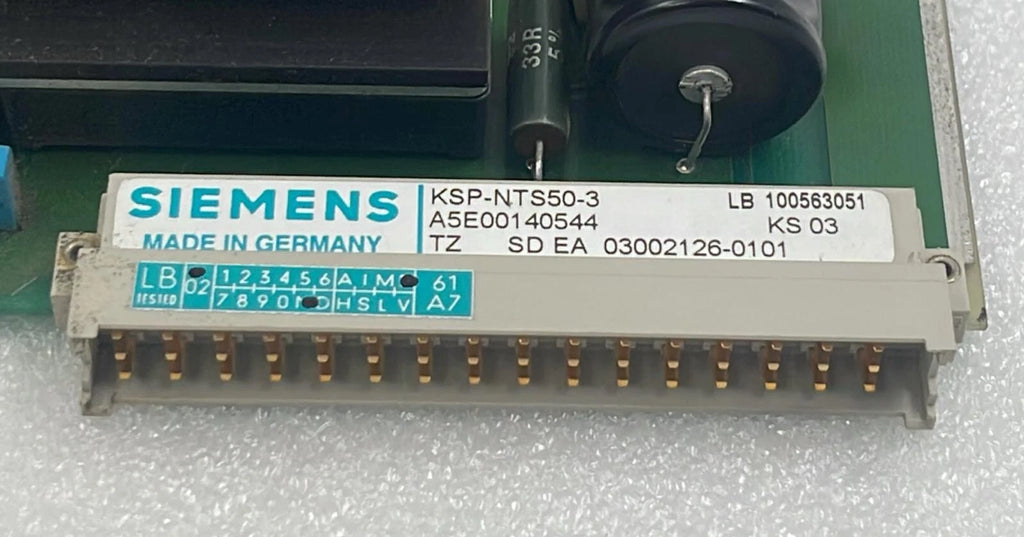 33R
5%
SIEMENS
MADE IN GERMANY
KSP-NTS50-3 LB 100563051
A5E00140544 KS 03
TZ SD EA 03002126-0101
LB 02 1 2 3 4 5 6 A I M 61
TESTED 7 8 9 0 H S L V A7